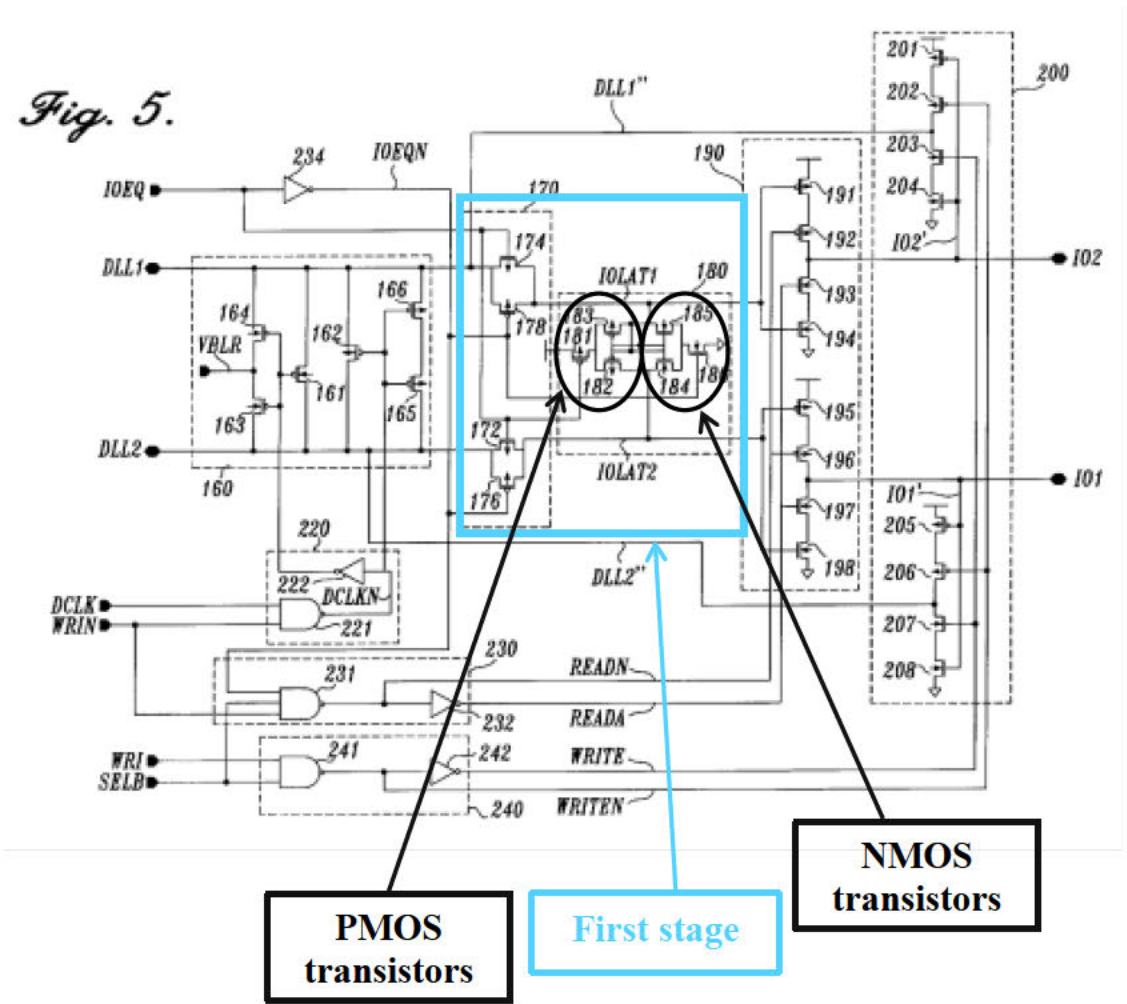 Fig. 5.
201
200
202
DLL1"
203
190
204
234
IOEQN
IOEQ
191
170
192
IO2'
174
IO2
DLL1
IOLAT1
180
166
193
164
178
183
185
162
181
194
VBLR
186
161
182
184
165
195
163
172
DLL2
196
160
IOLAT2
IO1'
IO1
176
197
205
220
198
206
222
DCLKN
DLL2"
DCLK
207
WRIN
221
231
230
208
READN
232
READA
WRI
241
242
WRITE
SELB
240
WRITEN
NMOS
transistors
PMOS
transistors
First stage